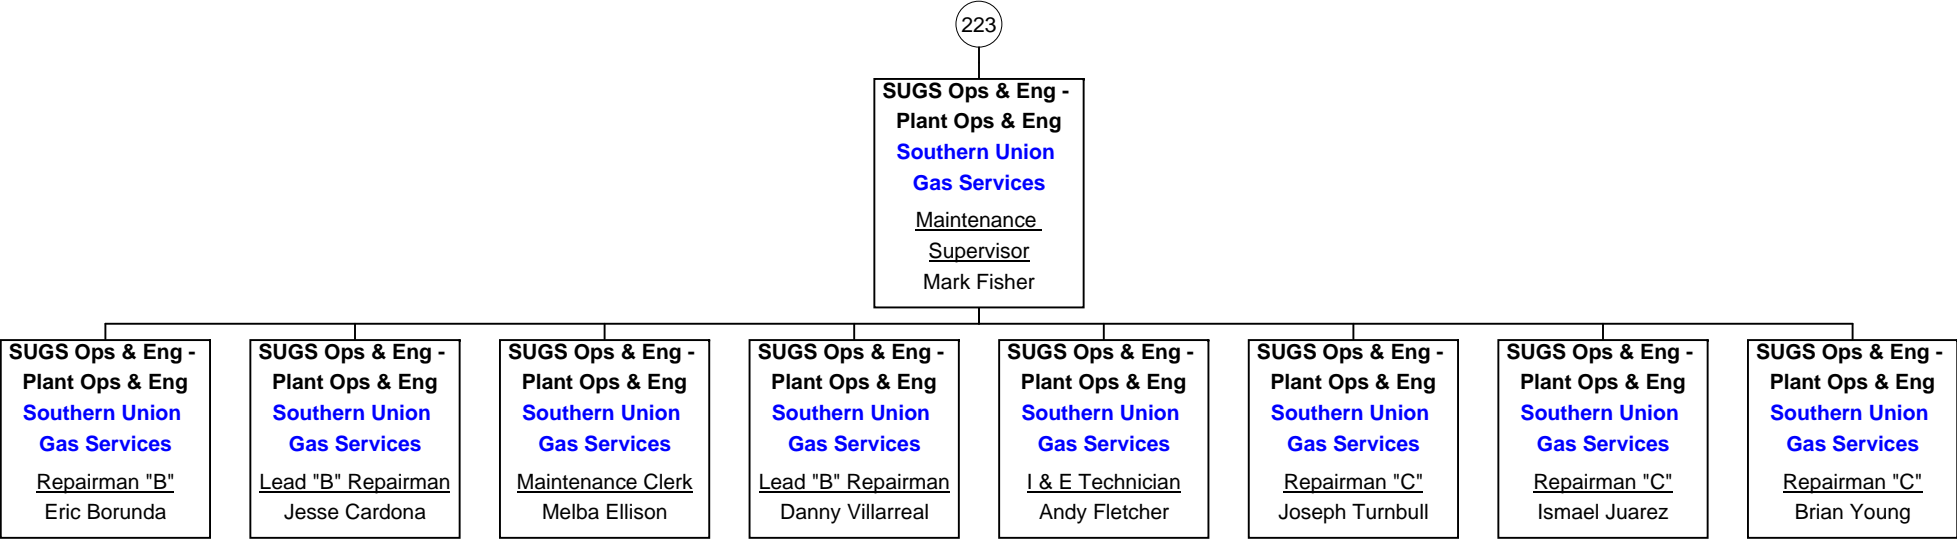 223
SUGS Ops & Eng -
Plant Ops & Eng
Southern Union
Gas Services
Maintenance
Supervisor
Mark Fisher
SUGS Ops & Eng -
Plant Ops & Eng
Southern Union
Gas Services
Repairman "B"
Eric Borunda
SUGS Ops & Eng -
Plant Ops & Eng
Southern Union
Gas Services
Lead "B" Repairman
Jesse Cardona
SUGS Ops & Eng -
Plant Ops & Eng
Southern Union
Gas Services
Maintenance Clerk
Melba Ellison
SUGS Ops & Eng -
Plant Ops & Eng
Southern Union
Gas Services
Lead "B" Repairman
Danny Villarreal
SUGS Ops & Eng -
Plant Ops & Eng
Southern Union
Gas Services
I & E Technician
Andy Fletcher
SUGS Ops & Eng -
Plant Ops & Eng
Southern Union
Gas Services
Repairman "C"
Joseph Turnbull
SUGS Ops & Eng -
Plant Ops & Eng
Southern Union
Gas Services
Repairman "C"
Ismael Juarez
SUGS Ops & Eng -
Plant Ops & Eng
Southern Union
Gas Services
Repairman "C"
Brian Young